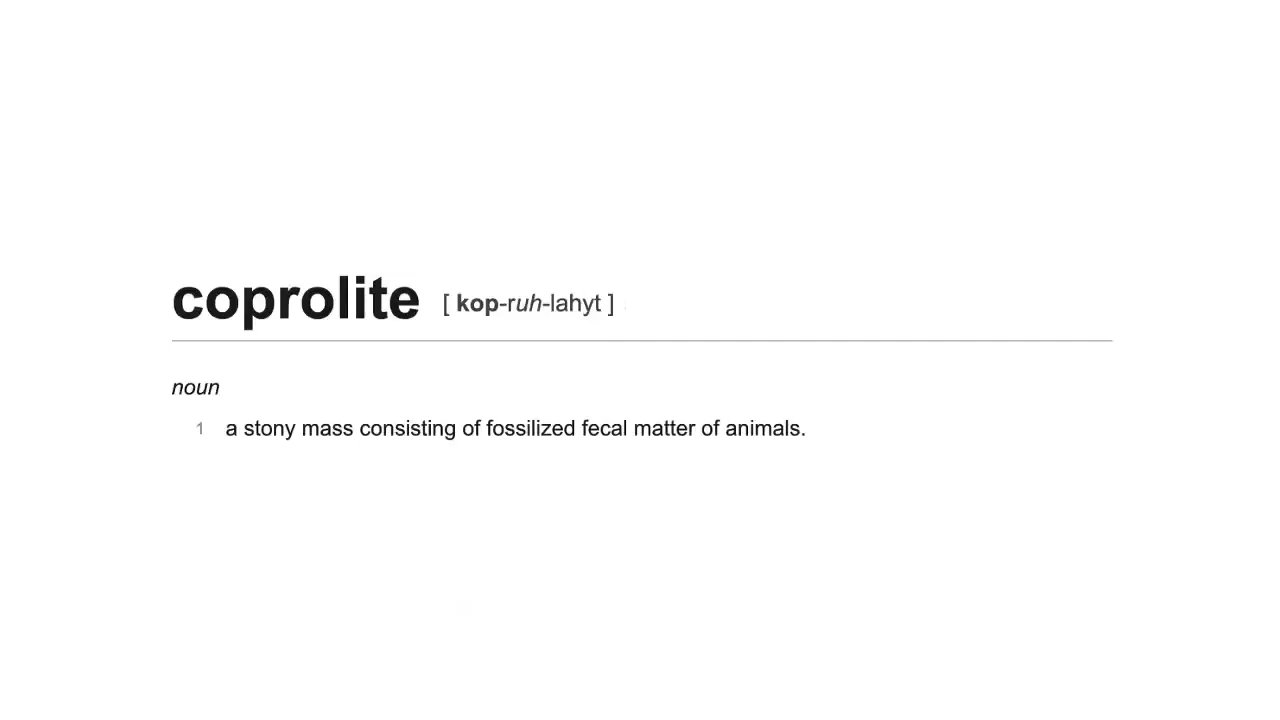 coprolite [ kop-ruh-lahyt ]
noun
1 a stony mass consisting of fossilized fecal matter of animals.